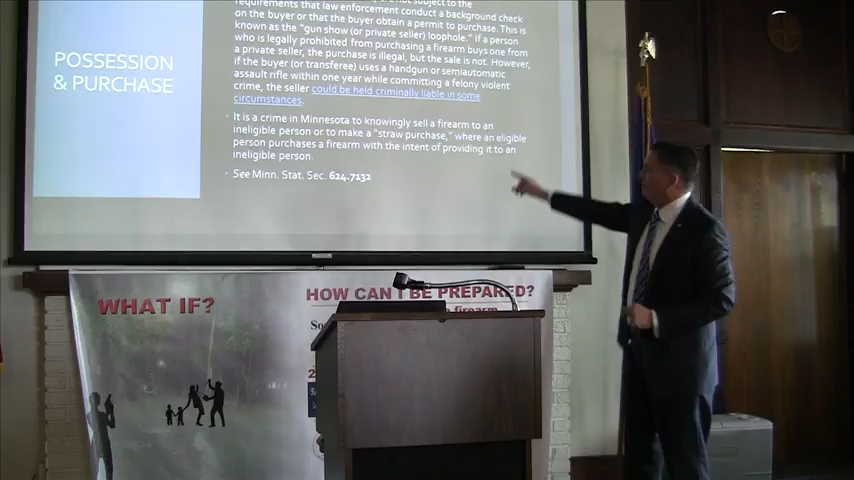 POSSESSION
& PURCHASE
requirements that law enforcement conduct a background check
on the buyer or that the buyer obtain a permit to purchase. This is
known as the "gun show (or private seller) loophole." If a person
who is legally prohibited from purchasing a firearm buys one from
a private seller, the purchase is illegal, but the sale is not. However,
if the buyer (or transferee) uses a handgun or semiautomatic
assault rifle within one year while committing a felony violent
crime, the seller could be held criminally liable in some
circumstances.
• It is a crime in Minnesota to knowingly sell a firearm to an
ineligible person or to make a "straw purchase," where an eligible
person purchases a firearm with the intent of providing it to an
ineligible person.
• See Minn. Stat. Sec. 624.7132
WHAT IF?
HOW CAN I BE PREPARED?
firearm